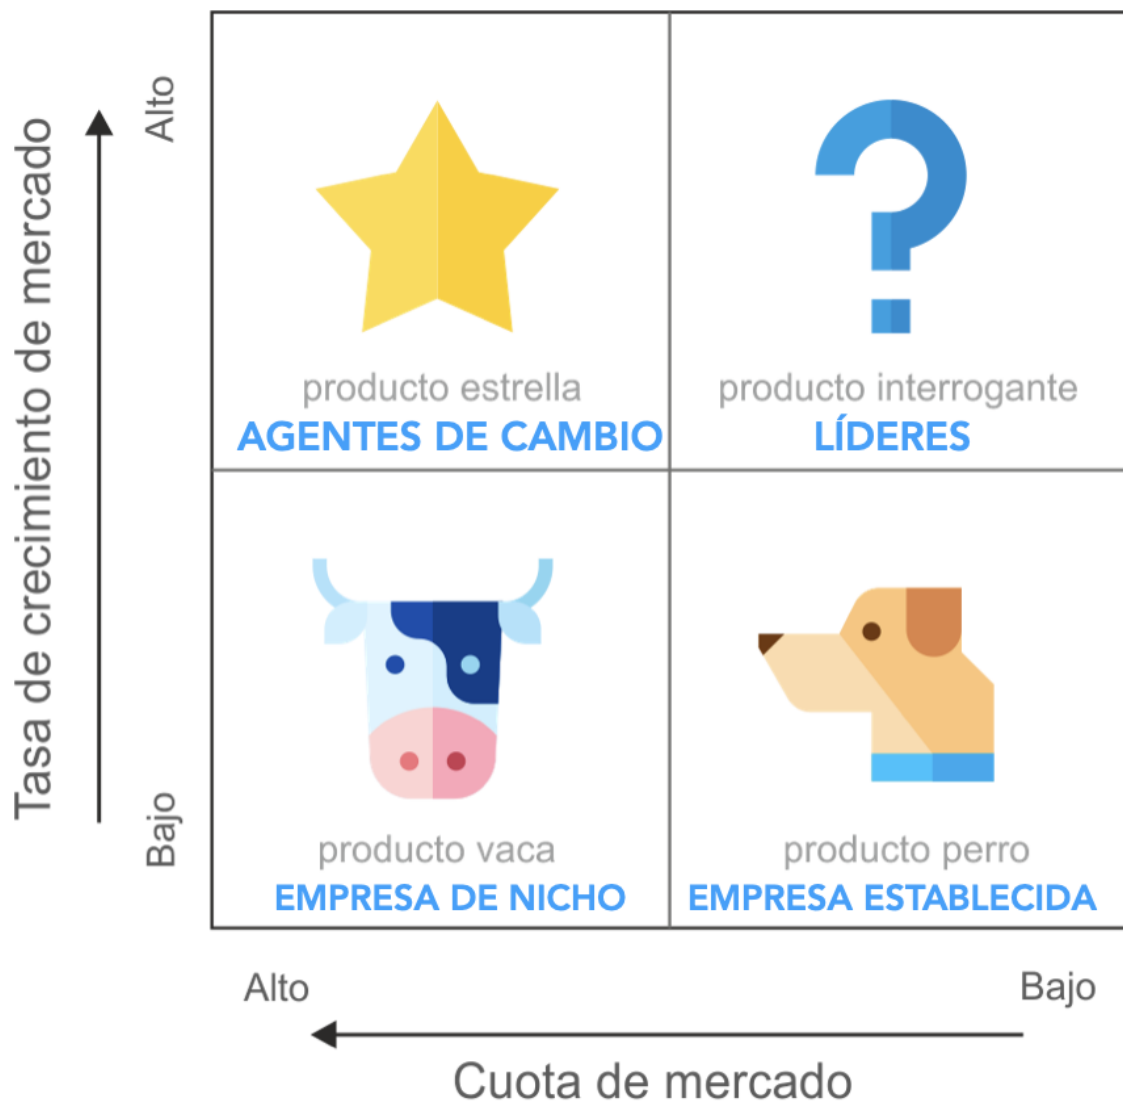 Tasa de crecimiento de mercado
Alto
Bajo
producto estrella
AGENTES DE CAMBIO
producto interrogante
LÍDERES
producto vaca
EMPRESA DE NICHO
producto perro
EMPRESA ESTABLECIDA
Alto
Bajo
Cuota de mercado